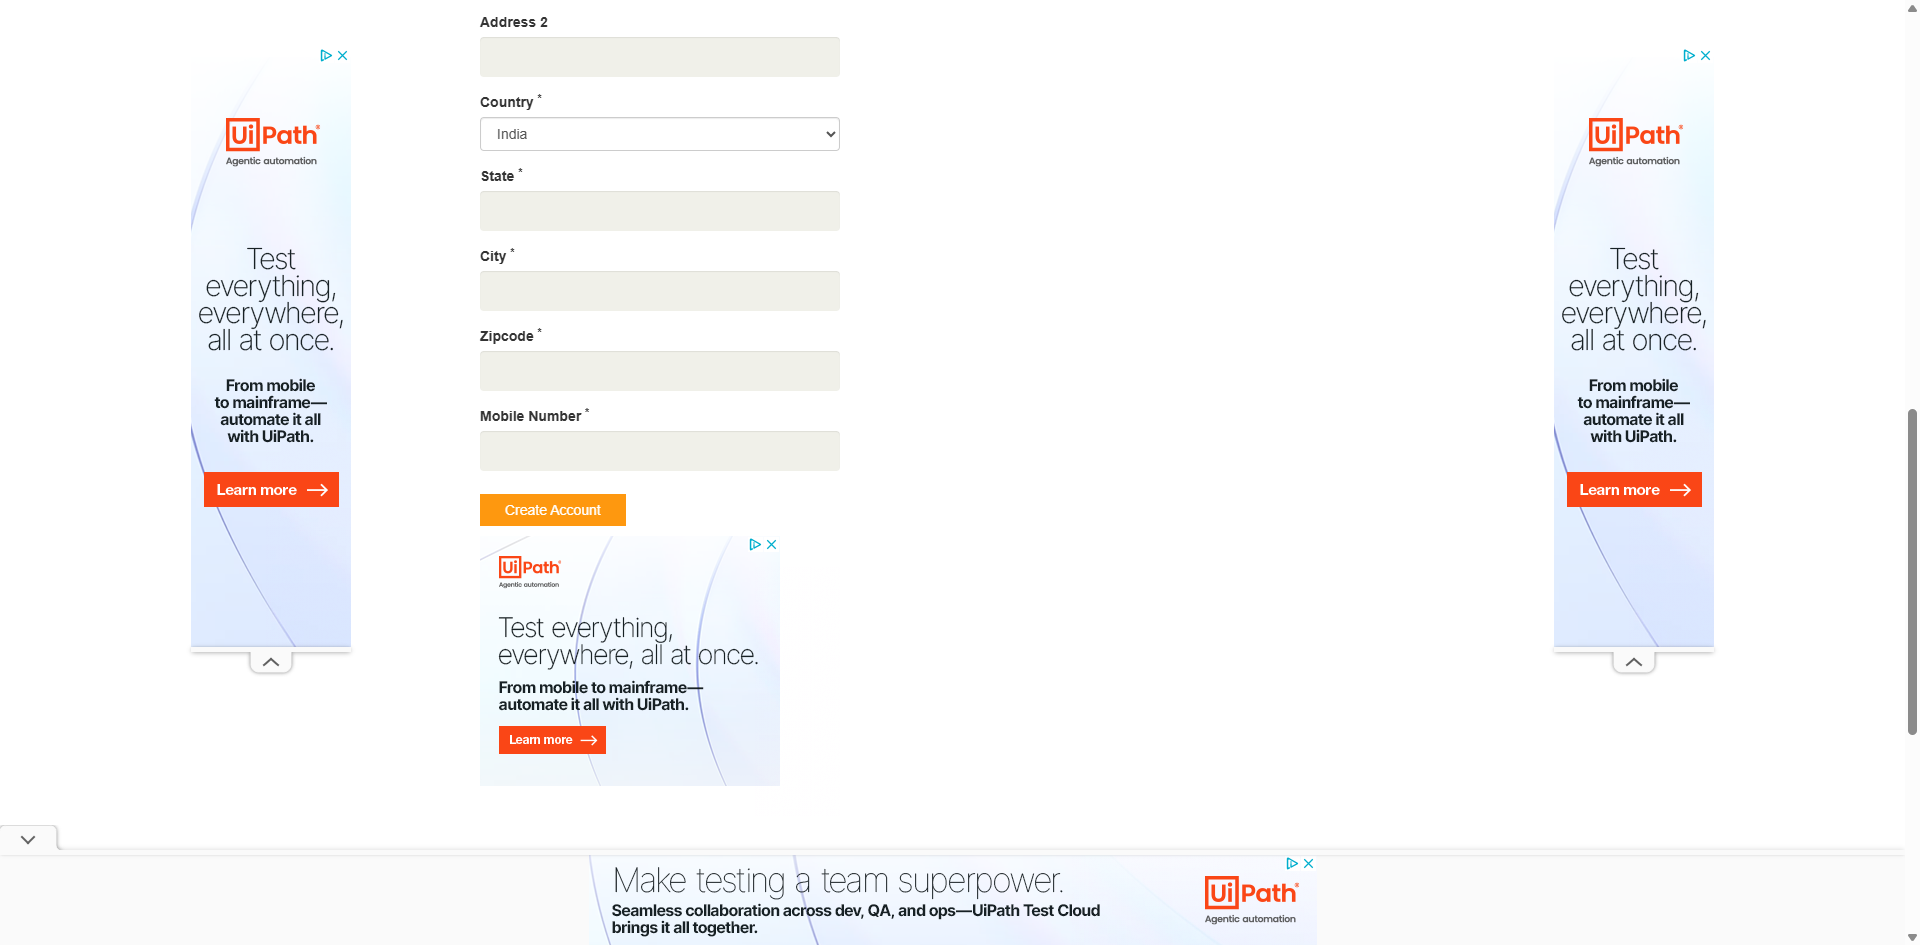 Address 2
Country *
India
State *
City *
Zipcode *
Mobile Number *
Create Account
UiPath
Agentic automation
Test everything,
everywhere, all at once.
From mobile to mainframe—
automate it all with UiPath.
Learn more
UiPath
Agentic automation
Test
everything,
everywhere,
all at once.
From mobile
to mainframe—
automate it all
with UiPath.
Learn more
UiPath
Agentic automation
Test
everything,
everywhere,
all at once.
From mobile
to mainframe—
automate it all
with UiPath.
Learn more
Make testing a team superpower.
Seamless collaboration across dev, QA, and ops—UiPath Test Cloud
brings it all together.
UiPath
Agentic automation